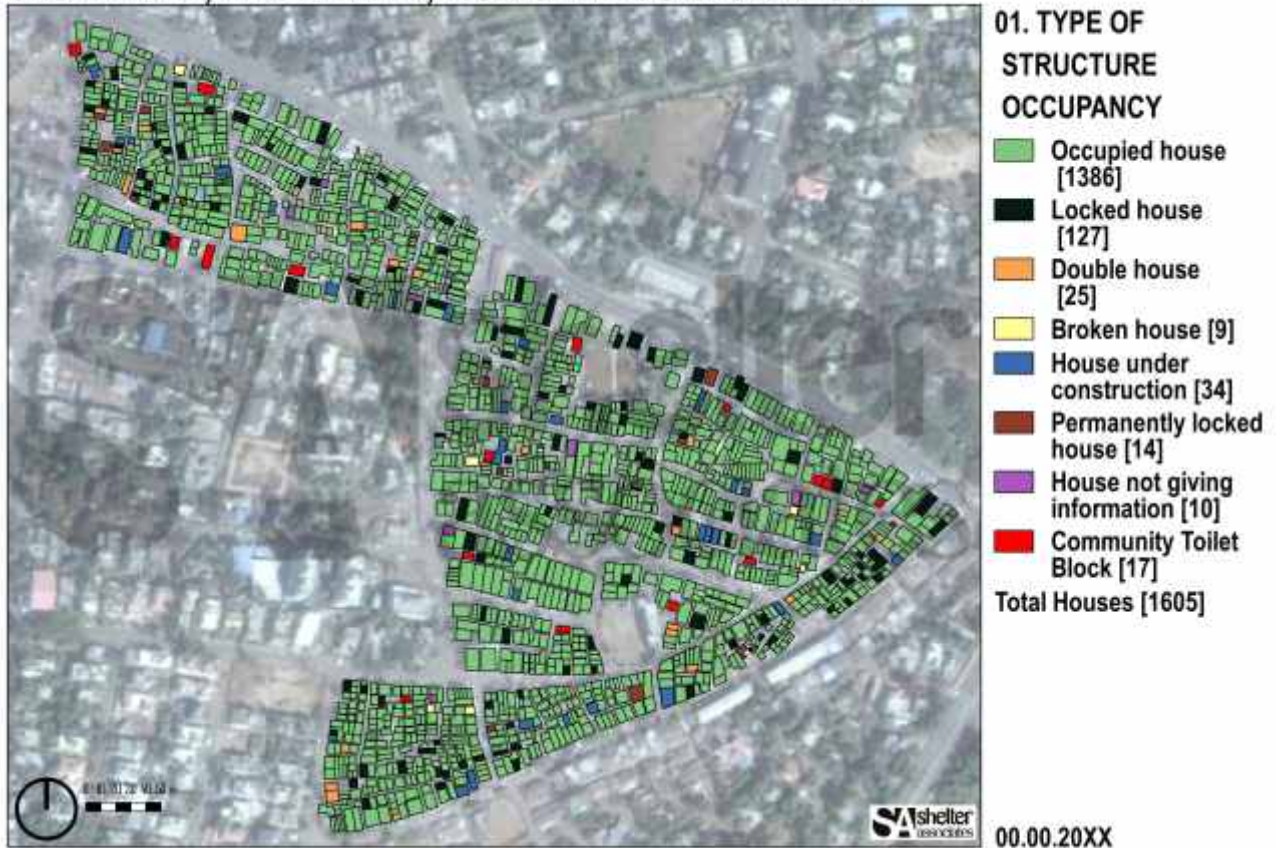 01. TYPE OF
STRUCTURE
OCCUPANCY
Occupied house
[1386]
Locked house
[127]
Double house
[25]
Broken house [9]
House under
construction [34]
Permanently locked
house [14]
House not giving
information [10]
Community Toilet
Block [17]
Total Houses [1605]
SA shelter
associates
00.00.20XX